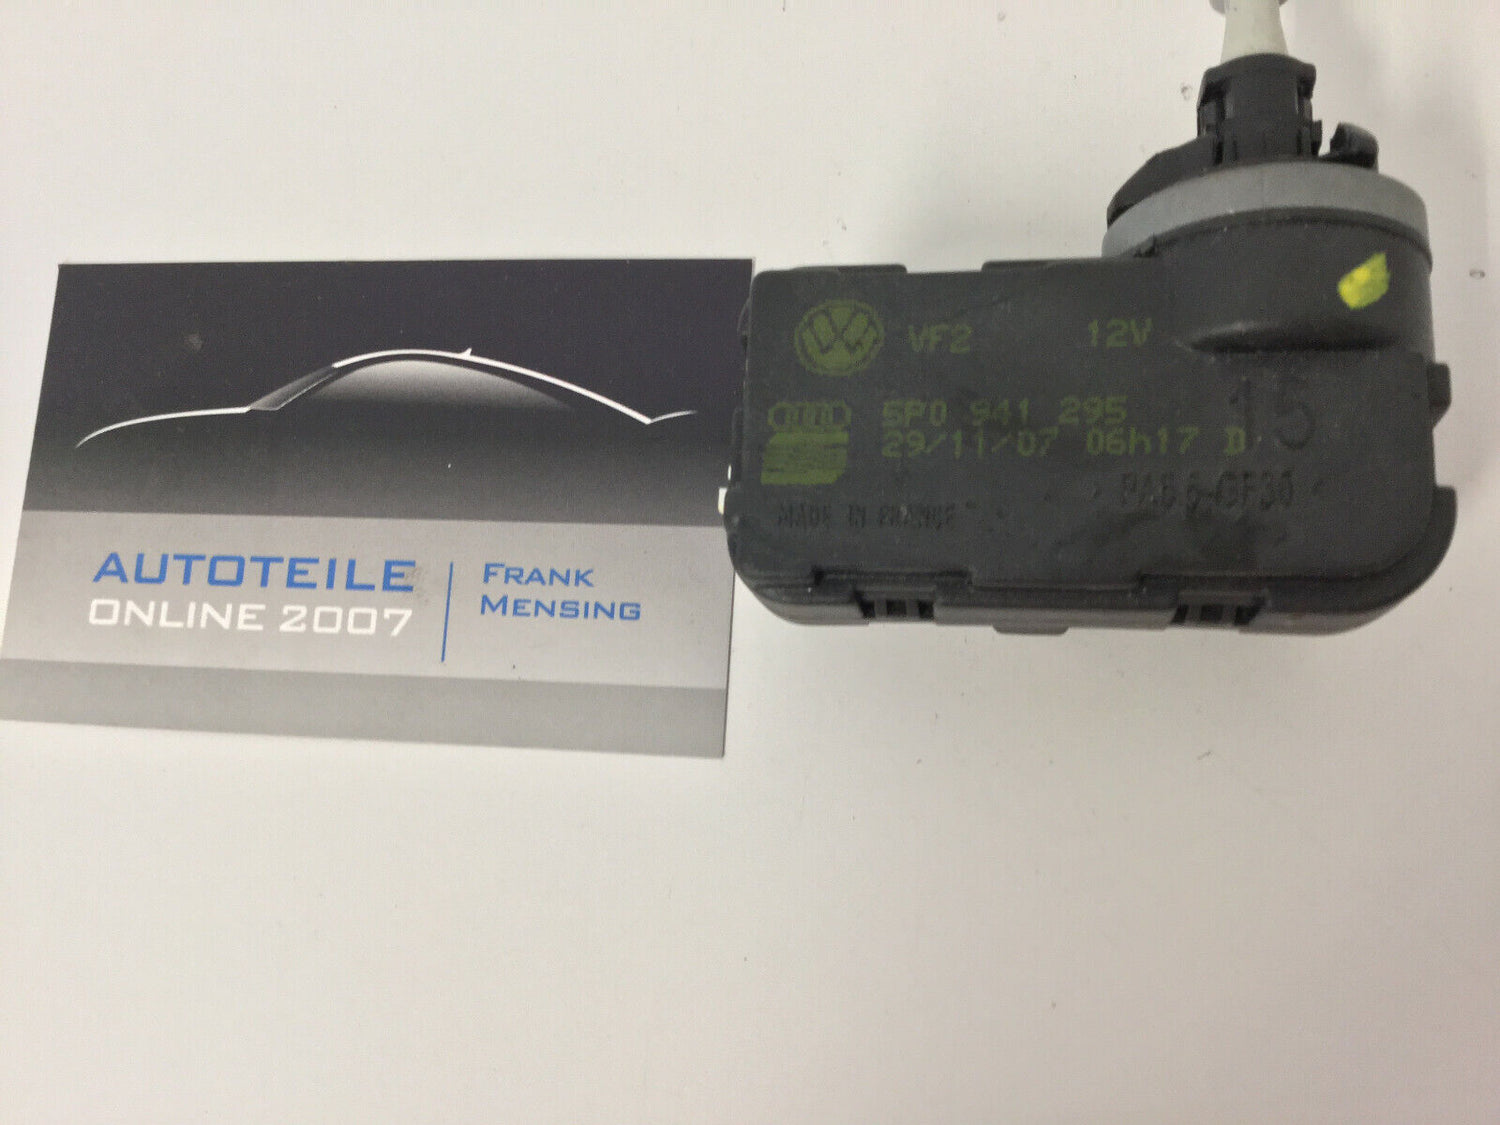 AUTOTEILE
ONLINE 2007
FRANK
MENSING
VF2 12V
5P0 941 295
29/11/07 06h17 D
15
MADE IN FRANCE